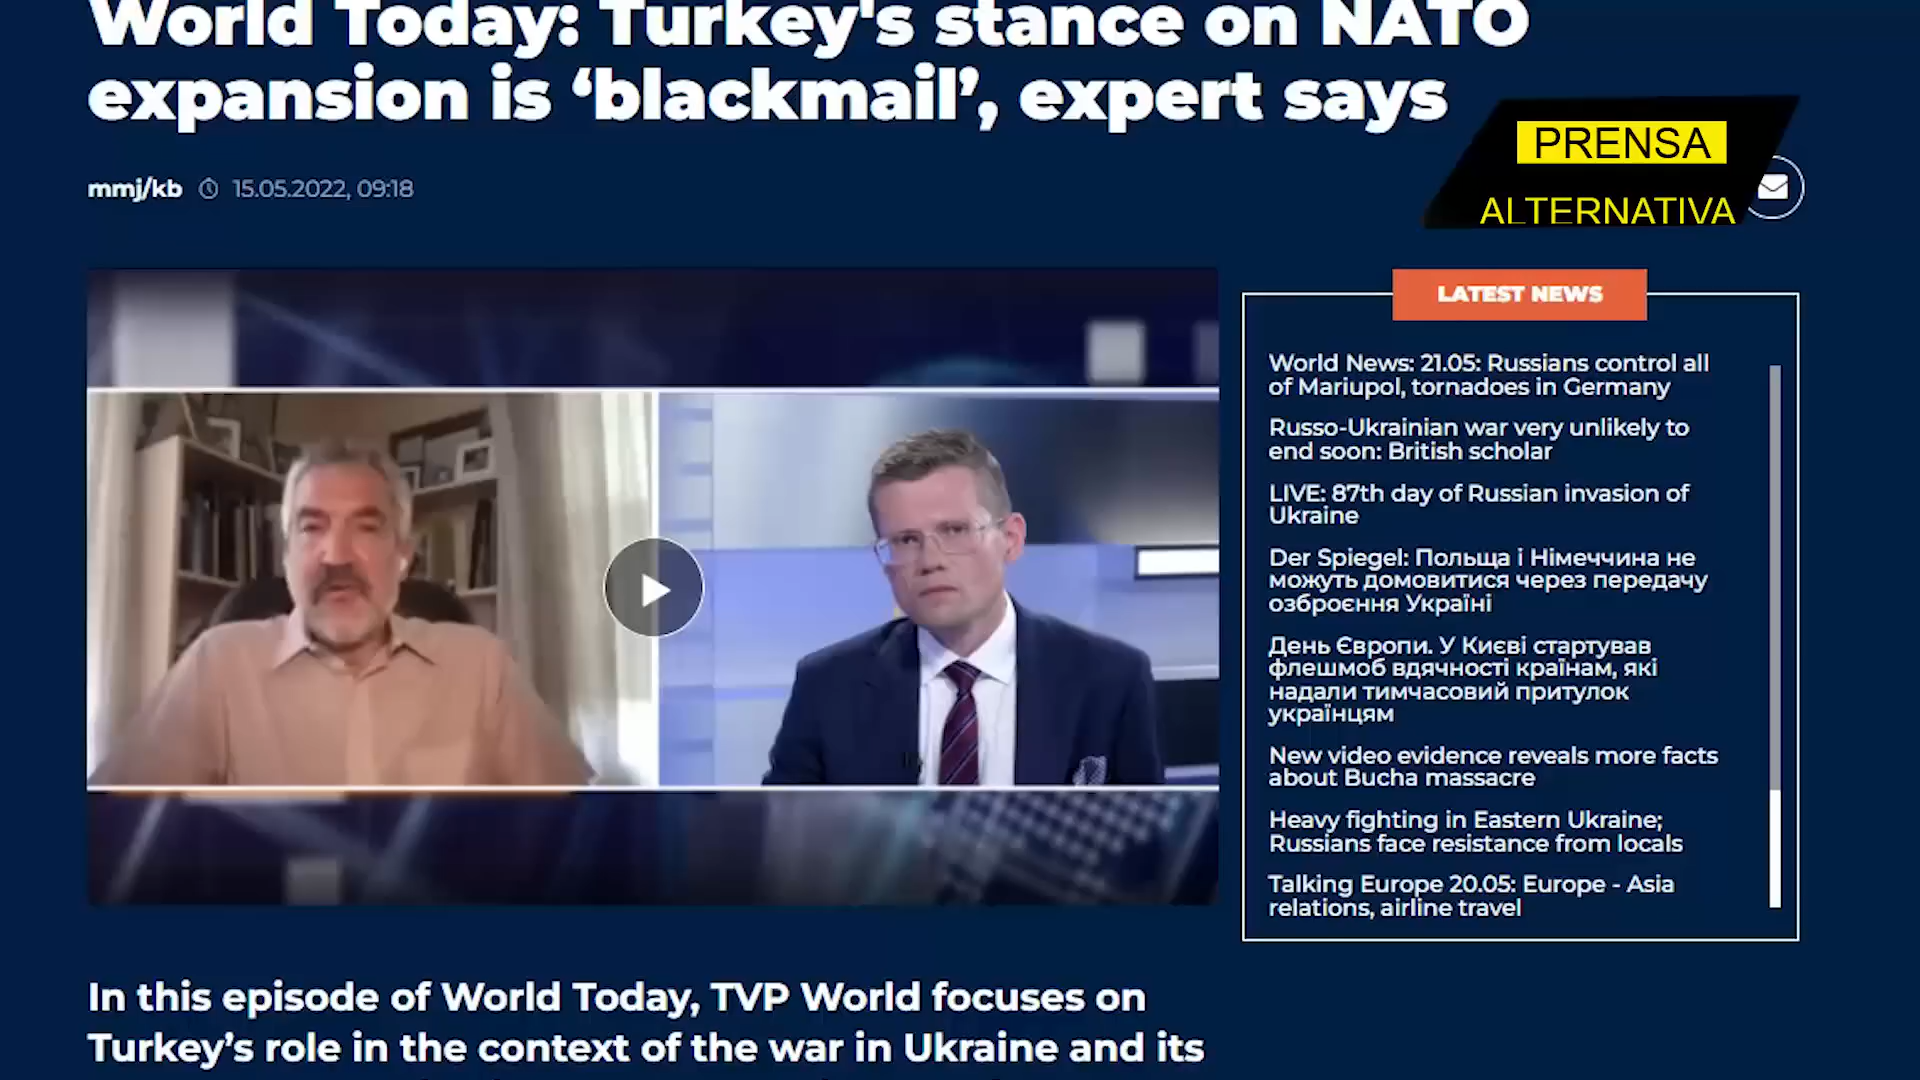 World Today: Turkey's stance on NATO
expansion is ‘blackmail’, expert says
PRENSA
ALTERNATIVA
mmj/kb 15.05.2022, 09:18
LATEST NEWS
World News: 21.05: Russians control all
of Mariupol, tornadoes in Germany
Russo-Ukrainian war very unlikely to
end soon: British scholar
LIVE: 87th day of Russian invasion of
Ukraine
Der Spiegel: Польща і Німеччина не
можуть домовитися через передачу
озброєння Україні
День Європи. У Києві стартував
флешмоб вдячності країнам, які
надали тимчасовий притулок
українцям
New video evidence reveals more facts
about Bucha massacre
Heavy fighting in Eastern Ukraine;
Russians face resistance from locals
Talking Europe 20.05: Europe - Asia
relations, airline travel
In this episode of World Today, TVP World focuses on
Turkey’s role in the context of the war in Ukraine and its